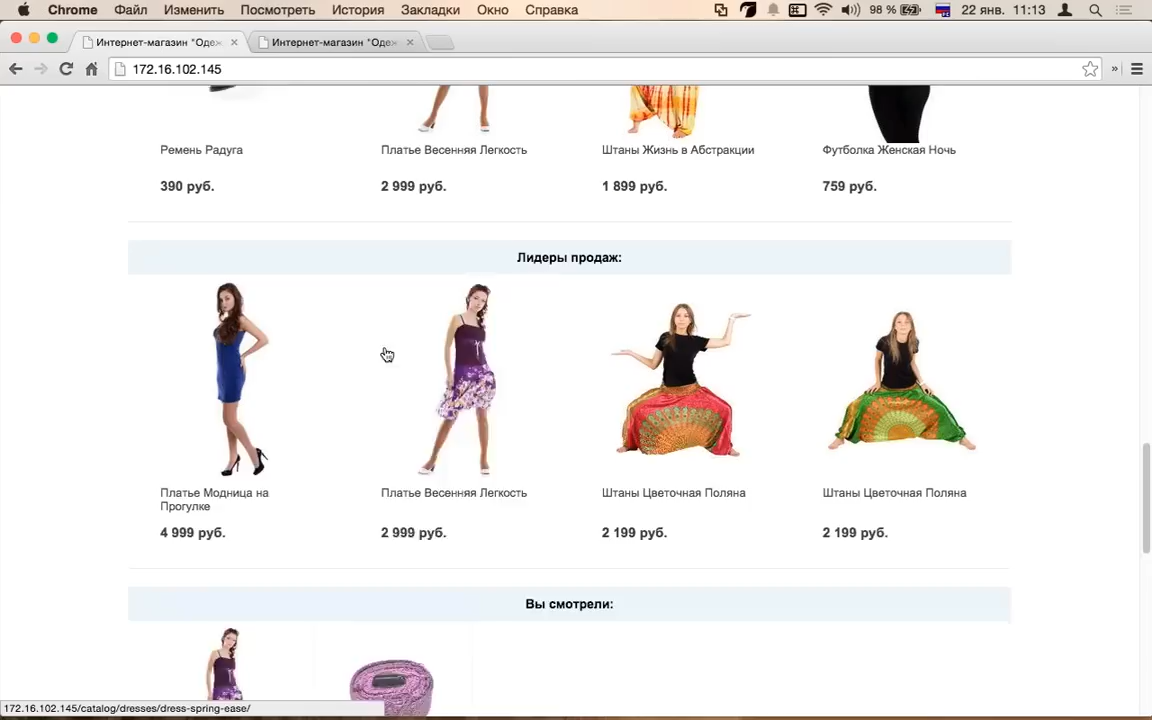 Chrome Файл Изменить Посмотреть История Закладки Окно Справка 98 % 22 янв. 11:13
Интернет-магазин "Одеж Интернет-магазин "Одеж
172.16.102.145
Ремень Радуга Платье Весенняя Легкость Штаны Жизнь в Абстракции Футболка Женская Ночь
390 руб. 2 999 руб. 1 899 руб. 759 руб.
Лидеры продаж:
Платье Модница на Платье Весенняя Легкость Штаны Цветочная Поляна Штаны Цветочная Поляна
Прогулке
4 999 руб. 2 999 руб. 2 199 руб. 2 199 руб.
Вы смотрели:
172.16.102.145/catalog/dresses/dress-spring-ease/